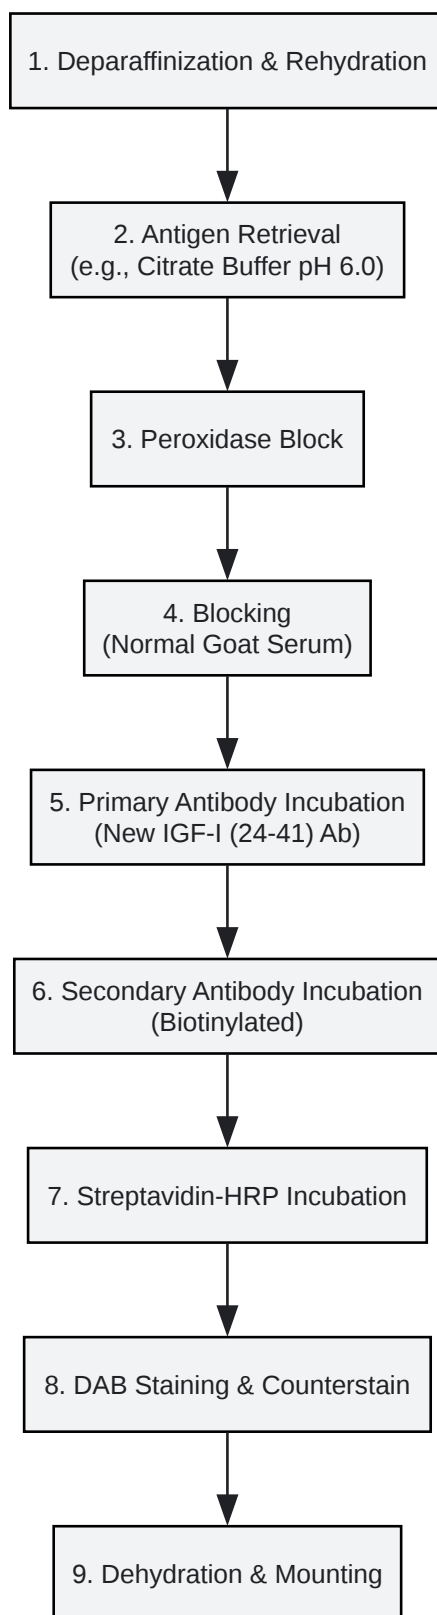 1. Deparaffinization & Rehydration
2. Antigen Retrieval
(e.g., Citrate Buffer pH 6.0)
3. Peroxidase Block
4. Blocking
(Normal Goat Serum)
5. Primary Antibody Incubation
(New IGF-I (24-41) Ab)
6. Secondary Antibody Incubation
(Biotinylated)
7. Streptavidin-HRP Incubation
8. DAB Staining & Counterstain
9. Dehydration & Mounting